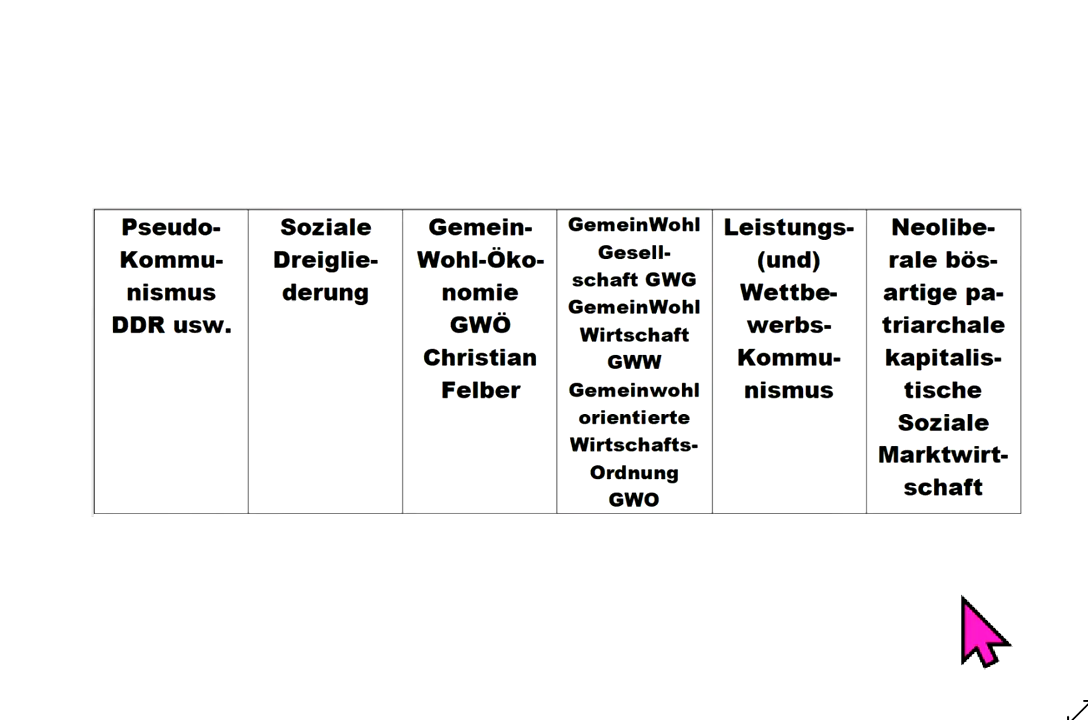 Pseudo-
Kommu-
nismus
DDR usw.
Soziale
Dreiglie-
derung
Gemein-
Wohl-Öko-
nomie
GWÖ
Christian
Felber
GemeinWohl
Gesell-
schaft GWG
GemeinWohl
Wirtschaft
GWW
Gemeinwohl
orientierte
Wirtschafts-
Ordnung
GWO
Leistungs-
(und)
Wettbe-
werbs-
Kommu-
nismus
Neolibe-
rale bös-
artige pa-
triarchale
kapitalis-
tische
Soziale
Marktwirt-
schaft